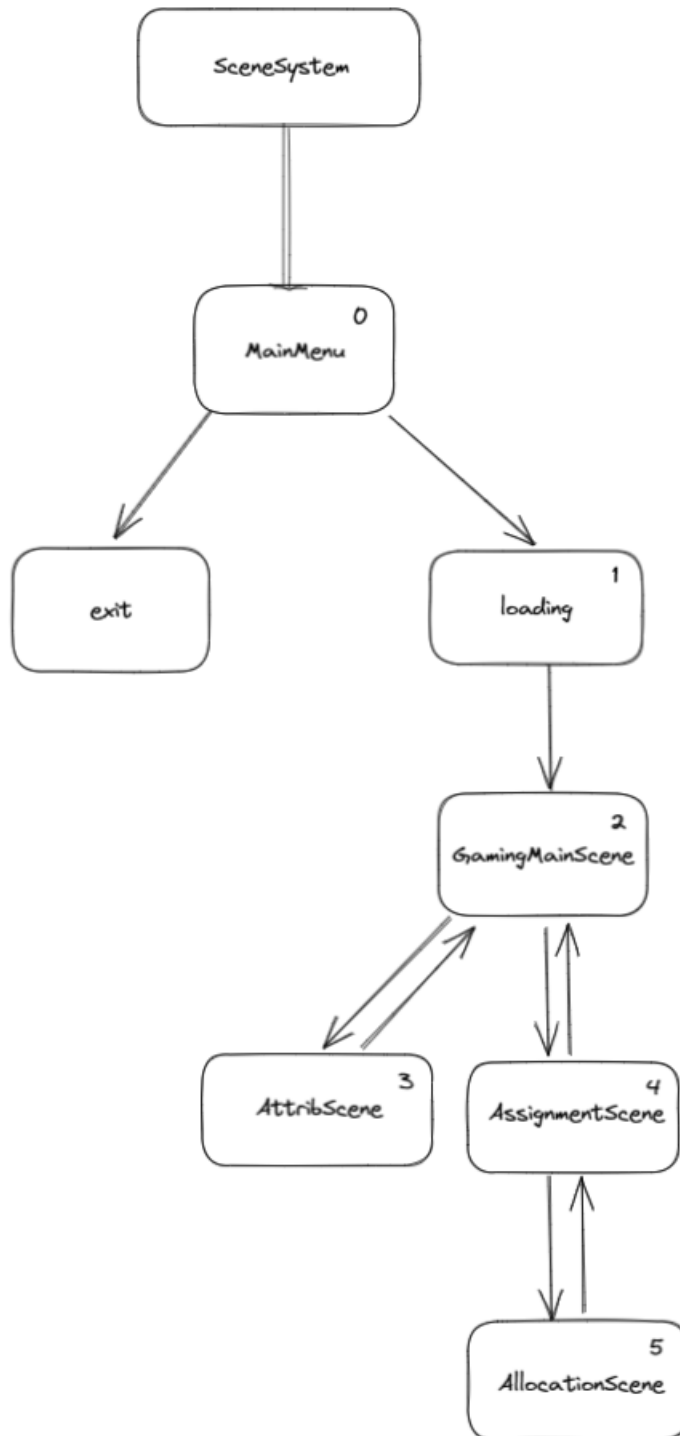 SceneSystem
0
MainMenu
exit
1
loading
2
GamingMainScene
3
AttribScene
4
AssignmentScene
5
AllocationScene